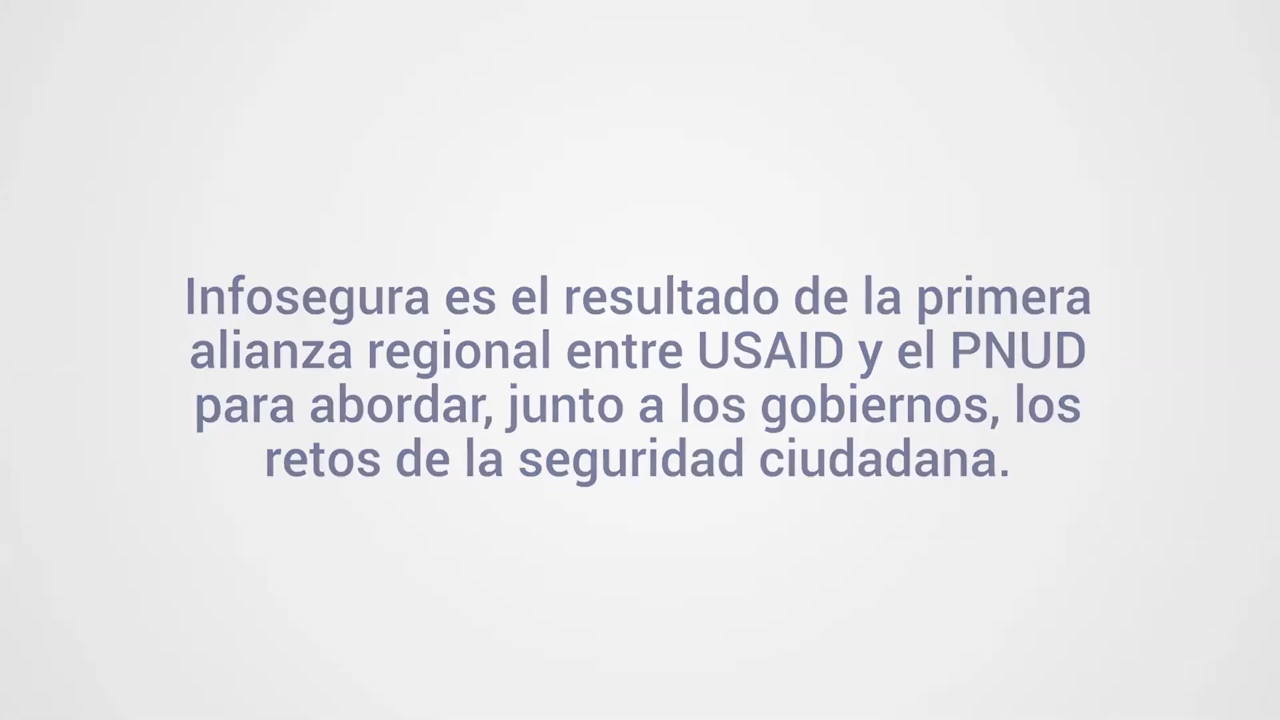 Infosegura es el resultado de la primera
alianza regional entre USAID y el PNUD
para abordar, junto a los gobiernos, los
retos de la seguridad ciudadana.